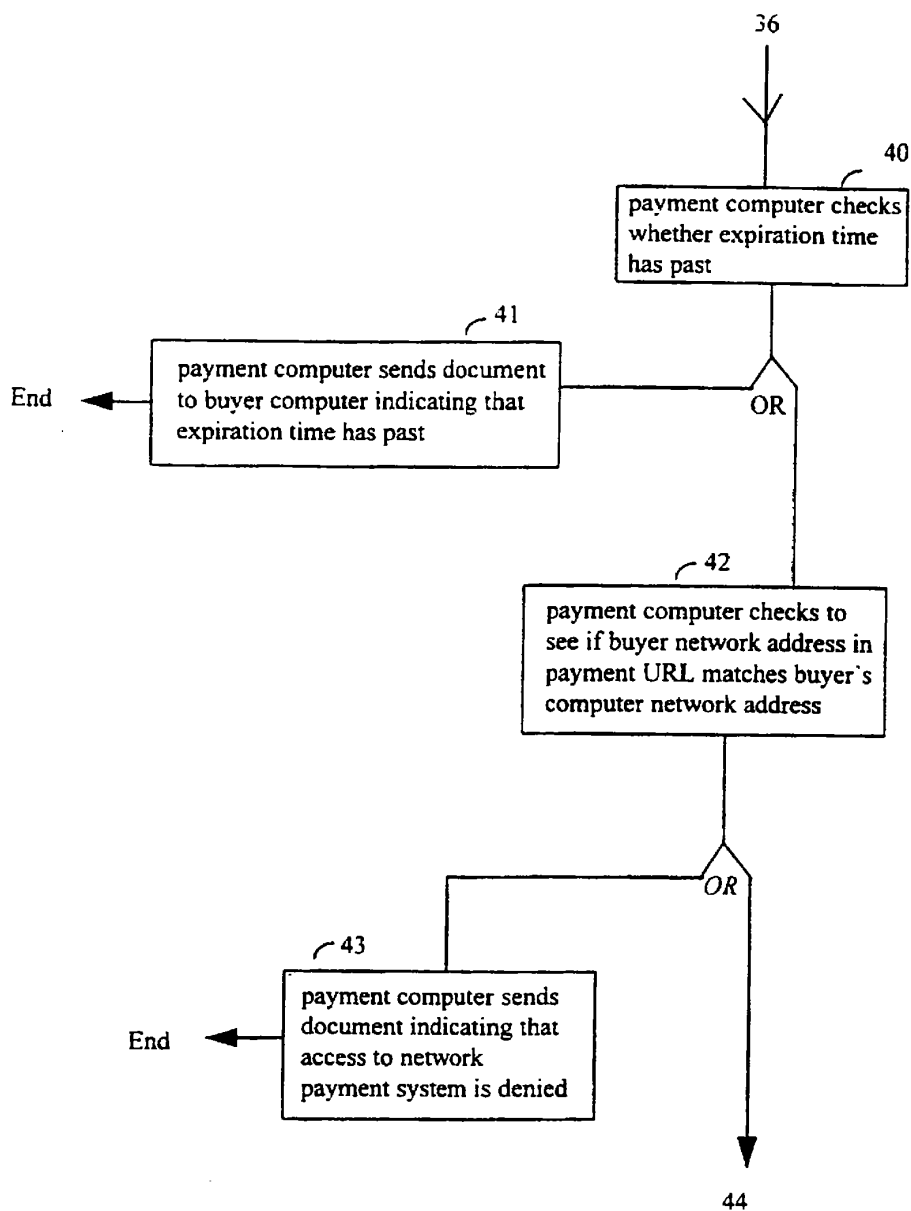 36
40
payment computer checks
whether expiration time
has past
41
payment computer sends document
to buyer computer indicating that
expiration time has past
End
OR
42
payment computer checks to
see if buyer network address in
payment URL matches buyer's
computer network address
OR
43
payment computer sends
document indicating that
access to network
payment system is denied
End
44